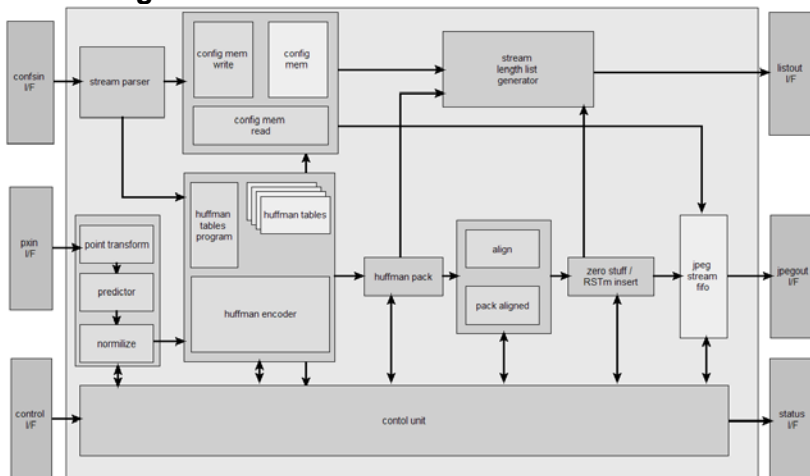 confsin
I/F
stream parser
config mem
write
config
mem
config mem
read
stream
length list
generator
listout
I/F
pxin
I/F
point transform
predictor
normilize
huffman
tables
program
huffman tables
huffman encoder
huffman pack
align
pack aligned
zero stuff /
RSTm insert
jpeg
stream
fifo
jpegout
I/F
control
I/F
contol unit
status
I/F